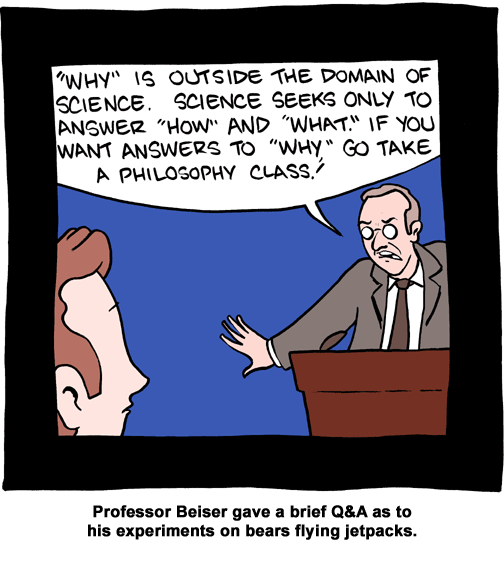 "WHY" IS OUTSIDE THE DOMAIN OF
SCIENCE. SCIENCE SEEKS ONLY TO
ANSWER "HOW" AND "WHAT." IF YOU
WANT ANSWERS TO "WHY," GO TAKE
A PHILOSOPHY CLASS!
Professor Beiser gave a brief Q&A as to
his experiments on bears flying jetpacks.